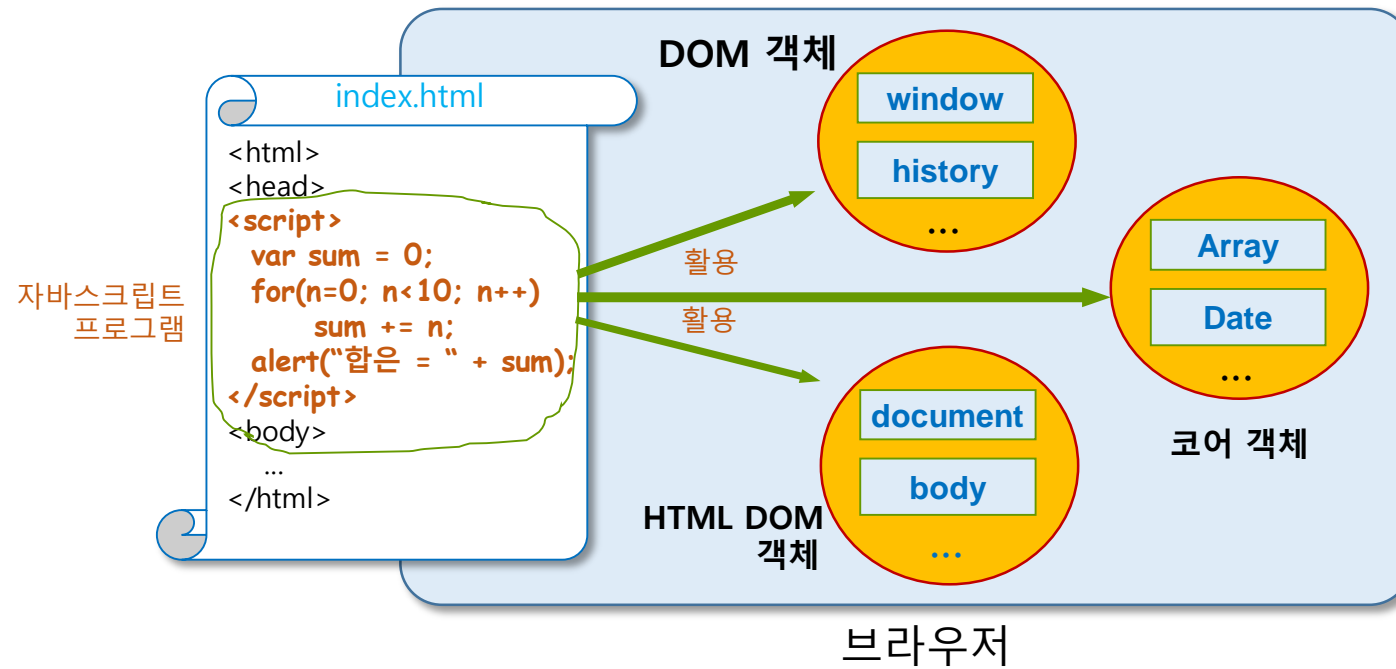 DOM 객체
window
history
...
index.html
<html>
<head>
<script>
var sum = 0;
for(n=0; n<10; n++)
sum += n;
alert(“합은 = “ + sum);
</script>
<body>
...
</html>
자바스크립트
프로그램
활용
활용
Array
Date
...
코어 객체
document
body
...
HTML DOM
객체
브라우저